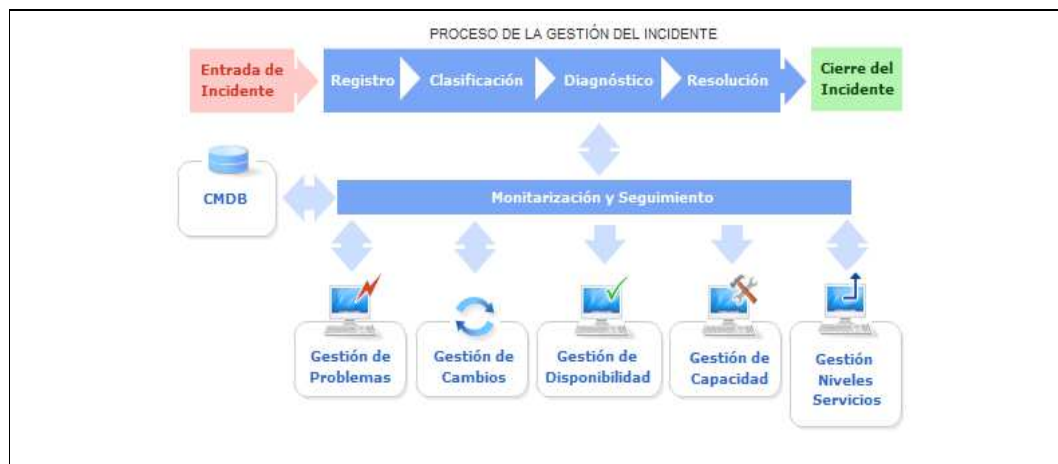 PROCESO DE LA GESTIÓN DEL INCIDENTE
Entrada de
Incidente
Registro
Clasificación
Diagnóstico
Resolución
Cierre del
Incidente
CMDB
Monitarización y Seguimiento
Gestión de
Problemas
Gestión de
Cambios
Gestión de
Disponibilidad
Gestión de
Capacidad
Gestión
Niveles
Servicios